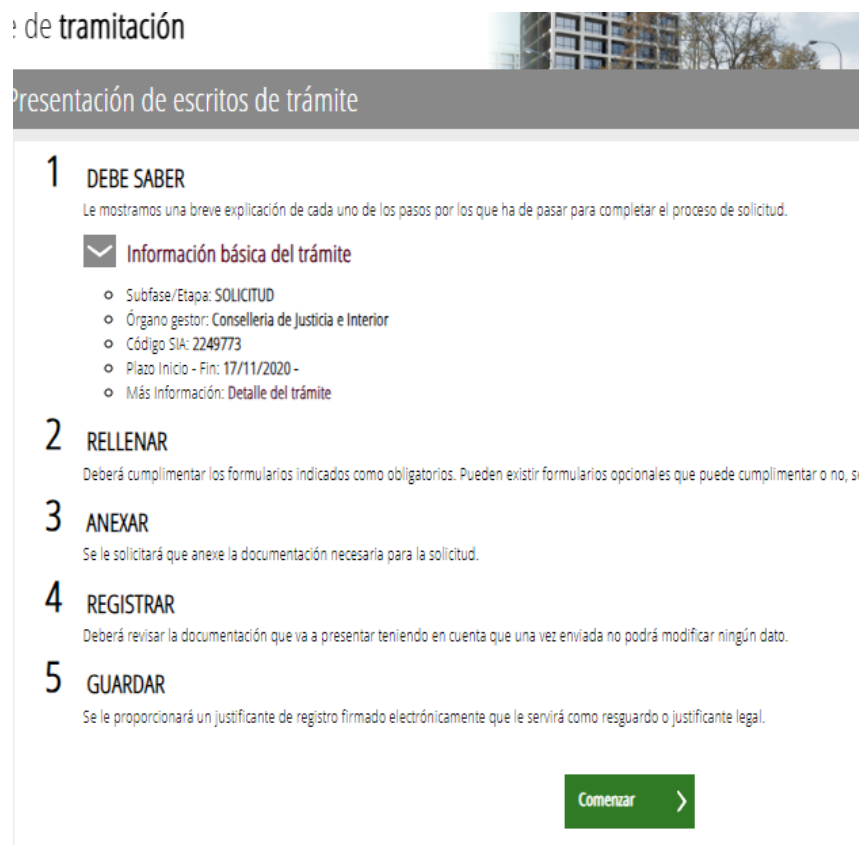 de tramitación
Presentación de escritos de trámite
1 DEBE SABER
Le mostramos una breve explicación de cada uno de los pasos por los que ha de pasar para completar el proceso de solicitud.
Información básica del trámite
Subfase/Etapa: SOLICITUD
Órgano gestor: Conselleria de Justicia e Interior
Código SIA: 2249773
Plazo Inicio - Fin: 17/11/2020 -
Más Información: Detalle del trámite
2 RELLENAR
Deberá cumplimentar los formularios indicados como obligatorios. Pueden existir formularios opcionales que puede cumplimentar o no,
3 ANEXAR
Se le solicitará que anexe la documentación necesaria para la solicitud.
4 REGISTRAR
Deberá revisar la documentación que va a presentar teniendo en cuenta que una vez enviada no podrá modificar ningún dato.
5 GUARDAR
Se le proporcionará un justificante de registro firmado electrónicamente que le servirá como resguardo o justificante legal.
Comenzar